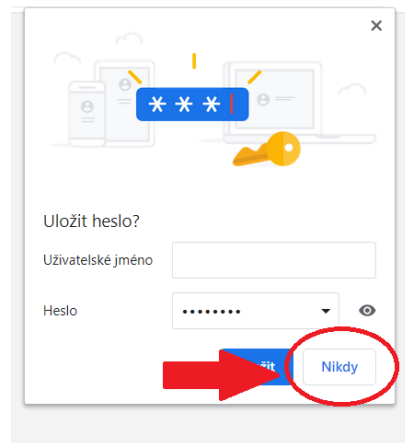 * * *
Uložit heslo?
Uživatelské jméno
Heslo ••••••••
Nikdy